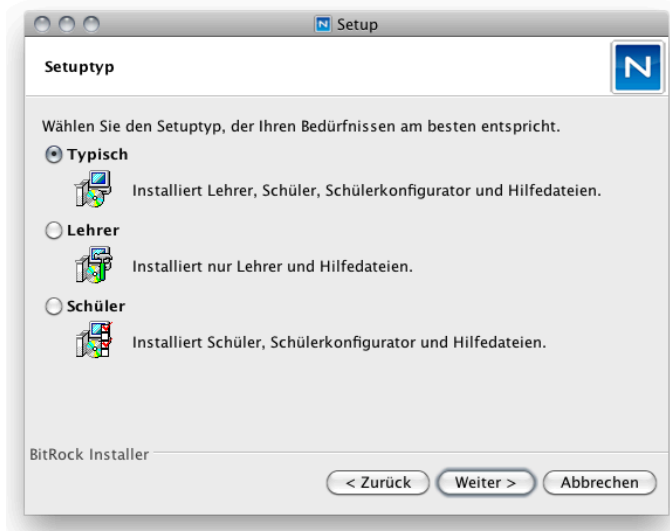 Setup
Setuptyp
Wählen Sie den Setuptyp, der Ihren Bedürfnissen am besten entspricht.
Typisch
Installiert Lehrer, Schüler, Schülerkonfigurator und Hilfedateien.
Lehrer
Installiert nur Lehrer und Hilfedateien.
Schüler
Installiert Schüler, Schülerkonfigurator und Hilfedateien.
BitRock Installer
< Zurück Weiter > Abbrechen